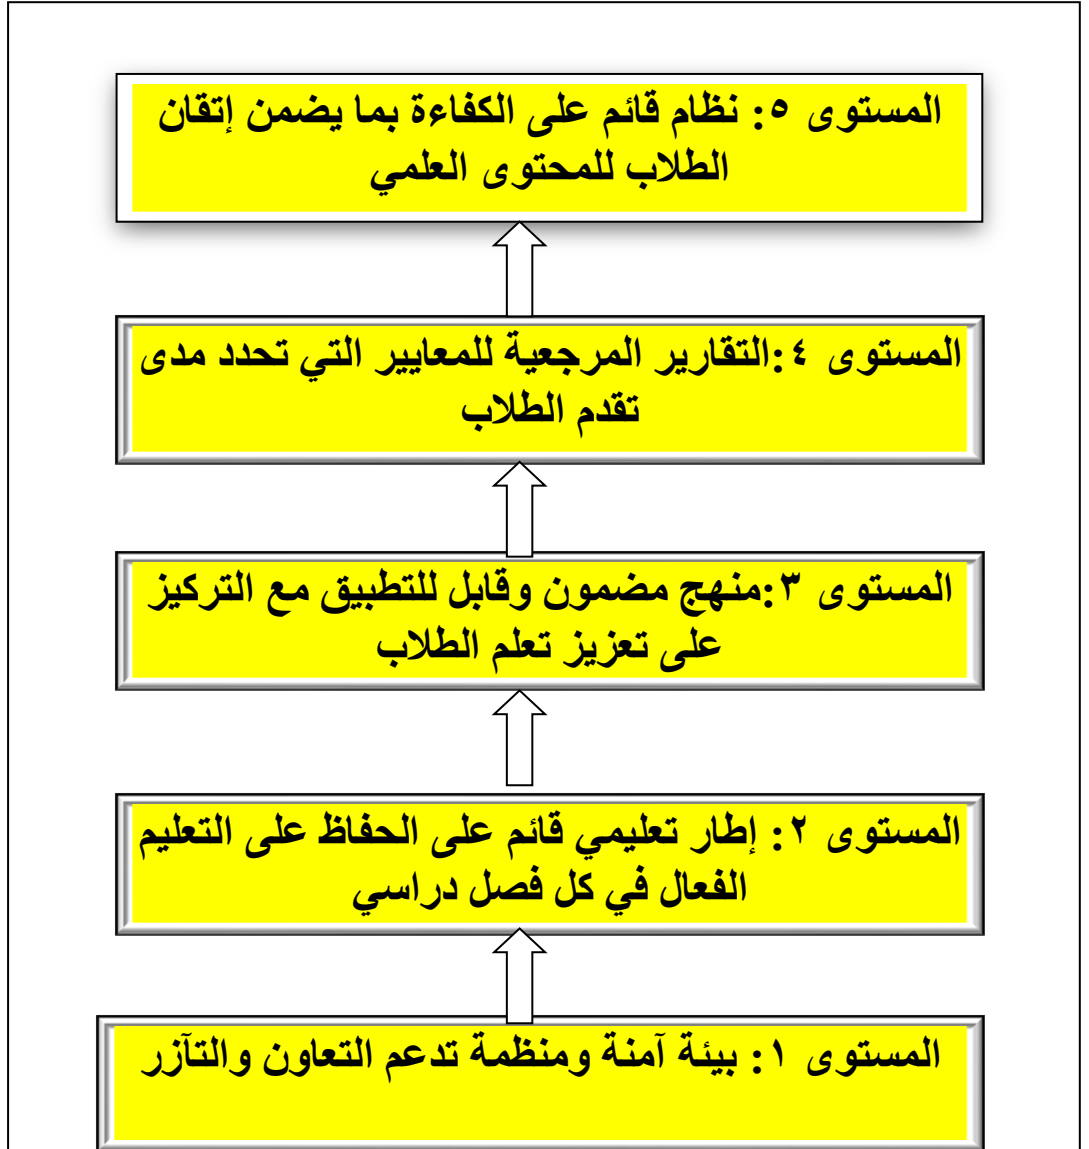 المستوى ٥: نظام قائم على الكفاءة بما يضمن إتقان
الطلاب للمحتوى العلمي
المستوى ٤ :التقارير المرجعية للمعايير التي تحدد مدى
تقدم الطلاب
المستوى ٣ :منهج مضمون وقابل للتطبيق مع التركيز
على تعزيز تعلم الطلاب
المستوى ٢: إطار تعليمي قائم على الحفاظ على التعليم
الفعال في كل فصل دراسي
المستوى ١: بيئة آمنة ومنظمة تدعم التعاون والتآزر